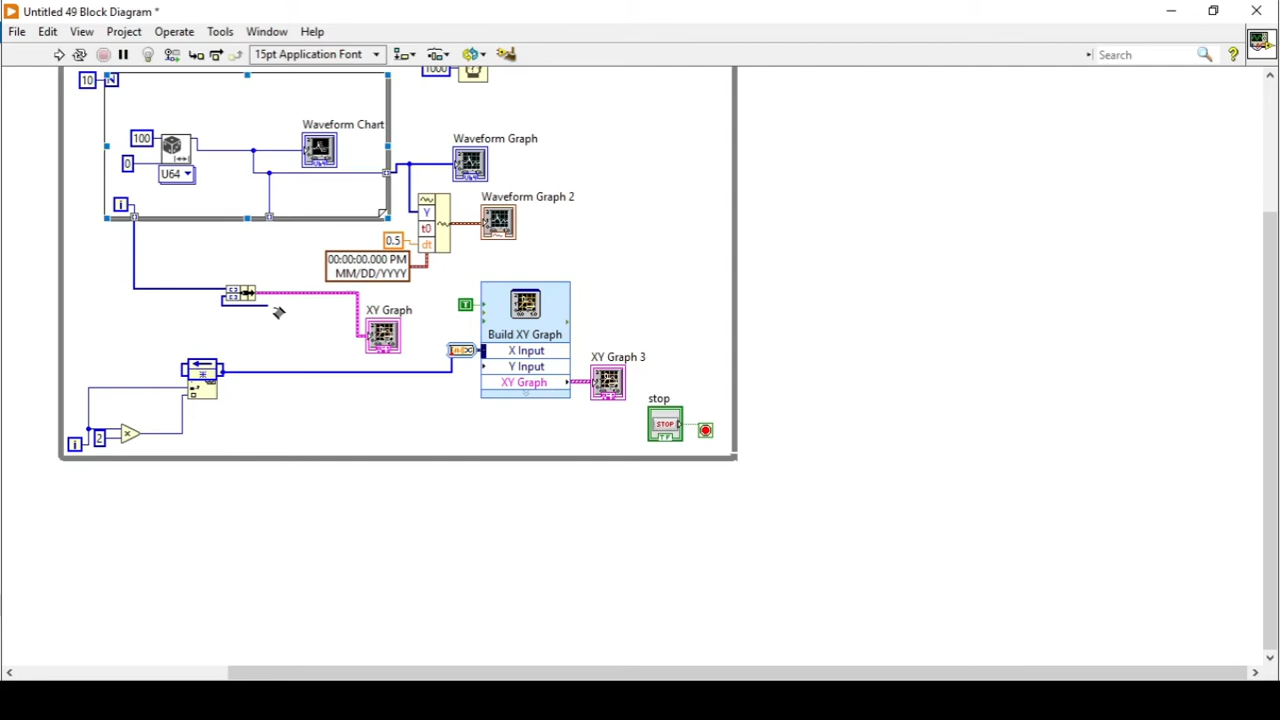 Untitled 49 Block Diagram *
File Edit View Project Operate Tools Window Help
15pt Application Font
Search
10 N
100
0
U64
i
Waveform Chart
Waveform Graph
Waveform Graph 2
Y
t0
dt
0.5
00:00:00.000 PM
MM/DD/YYYY
XY Graph
T
Build XY Graph
X Input
Y Input
XY Graph
XY Graph 3
stop
STOP
TF
i
2